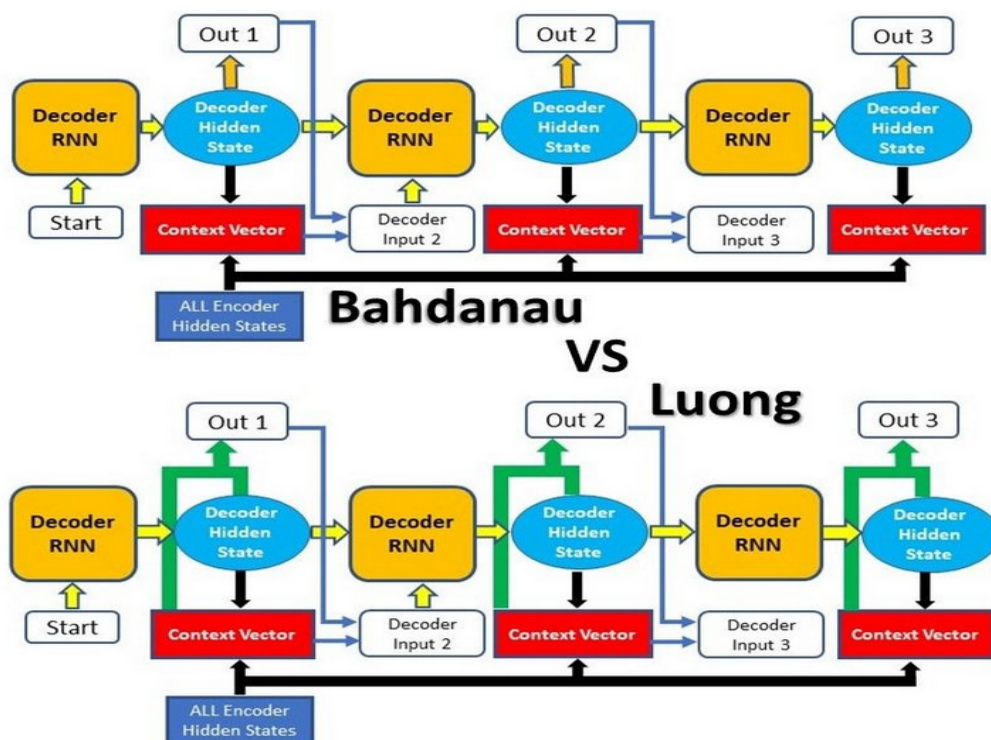 Out 1
Out 2
Out 3
Decoder
RNN
Decoder
Hidden
State
Decoder
RNN
Decoder
Hidden
State
Decoder
RNN
Decoder
Hidden
State
Start
Context Vector
Decoder
Input 2
Context Vector
Decoder
Input 3
Context Vector
ALL Encoder
Hidden States
Bahdanau
VS
Luong
Out 1
Out 2
Out 3
Decoder
RNN
Decoder
Hidden
State
Decoder
RNN
Decoder
Hidden
State
Decoder
RNN
Decoder
Hidden
State
Start
Context Vector
Decoder
Input 2
Context Vector
Decoder
Input 3
Context Vector
ALL Encoder
Hidden States